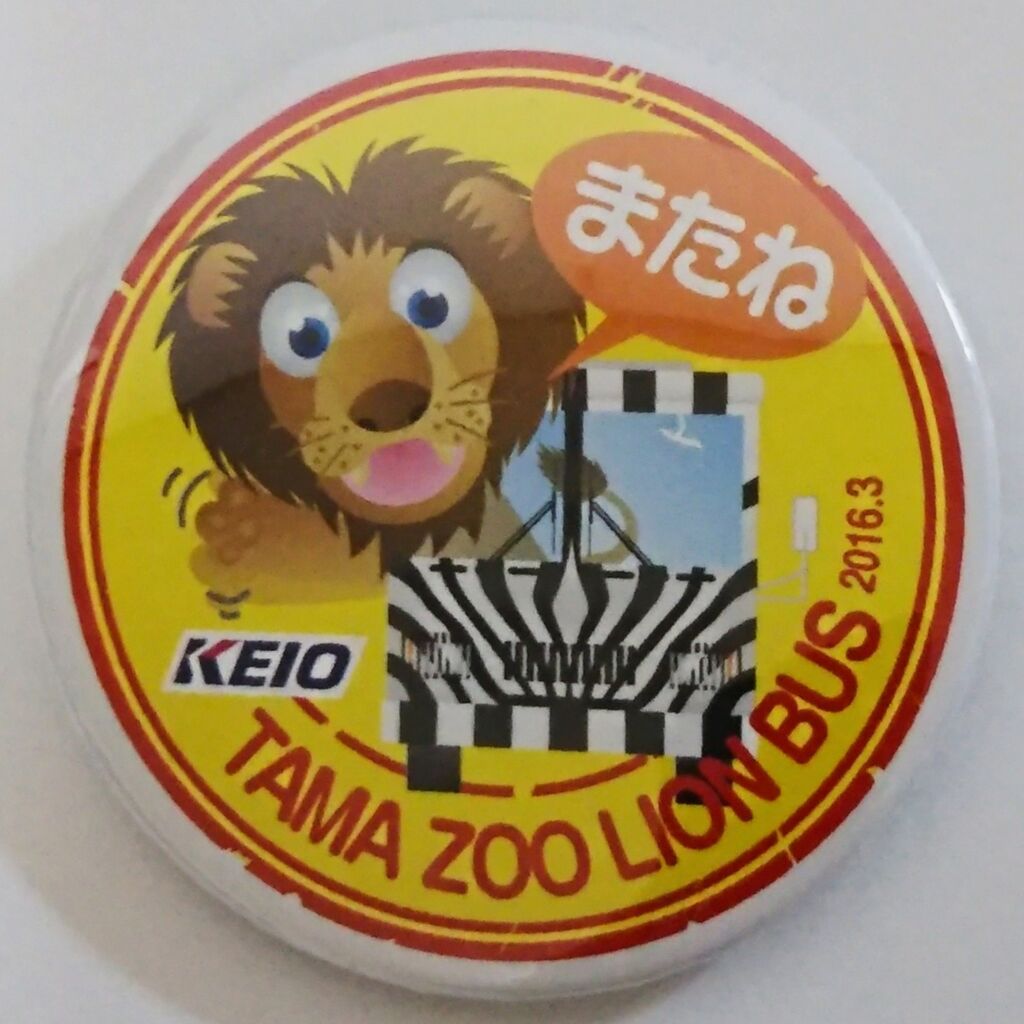 またね
KEIO
TAMA ZOO LION BUS 2016.3